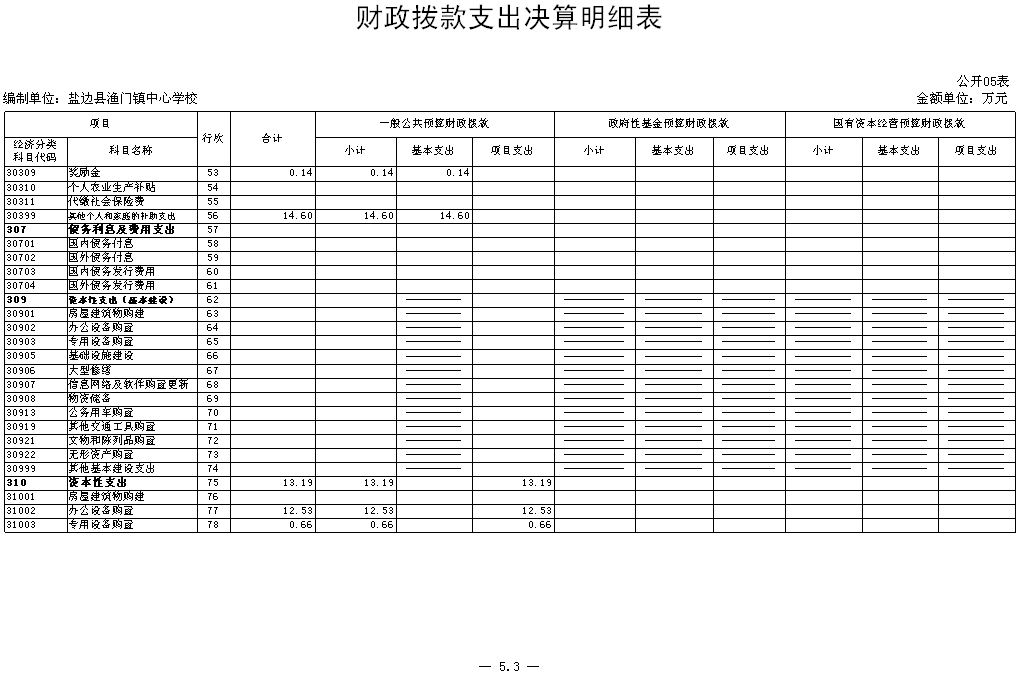 财政拨款支出决算明细表
公开05表
编制单位：盐边县渔门镇中心学校 金额单位：万元
项目 行次 合计 一般公共预算财政拨款 政府性基金预算财政拨款 国有资本经营预算财政拨款
经济分类科目代码 科目名称 小计 基本支出 项目支出 小计 基本支出 项目支出 小计 基本支出 项目支出
30309 奖励金 53 0.14 0.14 0.14
30310 个人农业生产补贴 54
30311 代缴社会保险费 55
30399 其他个人和家庭的补助支出 56 14.60 14.60 14.60
307 债务利息及费用支出 57
30701 国内债务付息 58
30702 国外债务付息 59
30703 国内债务发行费用 60
30704 国外债务发行费用 61
309 资本性支出（基本建设） 62 —— —— —— —— —— —— ——
30901 房屋建筑物购建 63 —— —— —— —— —— —— ——
30902 办公设备购置 64 —— —— —— —— —— —— ——
30903 专用设备购置 65 —— —— —— —— —— —— ——
30905 基础设施建设 66 —— —— —— —— —— —— ——
30906 大型修缮 67 —— —— —— —— —— —— ——
30907 信息网络及软件购置更新 68 —— —— —— —— —— —— ——
30908 物资储备 69 —— —— —— —— —— —— ——
30913 公务用车购置 70 —— —— —— —— —— —— ——
30919 其他交通工具购置 71 —— —— —— —— —— —— ——
30921 文物和陈列品购置 72 —— —— —— —— —— —— ——
30922 无形资产购置 73 —— —— —— —— —— —— ——
30999 其他基本建设支出 74 —— —— —— —— —— —— ——
310 资本性支出 75 13.19 13.19 13.19
31001 房屋建筑物购建 76
31002 办公设备购置 77 12.53 12.53 12.53
31003 专用设备购置 78 0.66 0.66 0.66
— 5.3 —